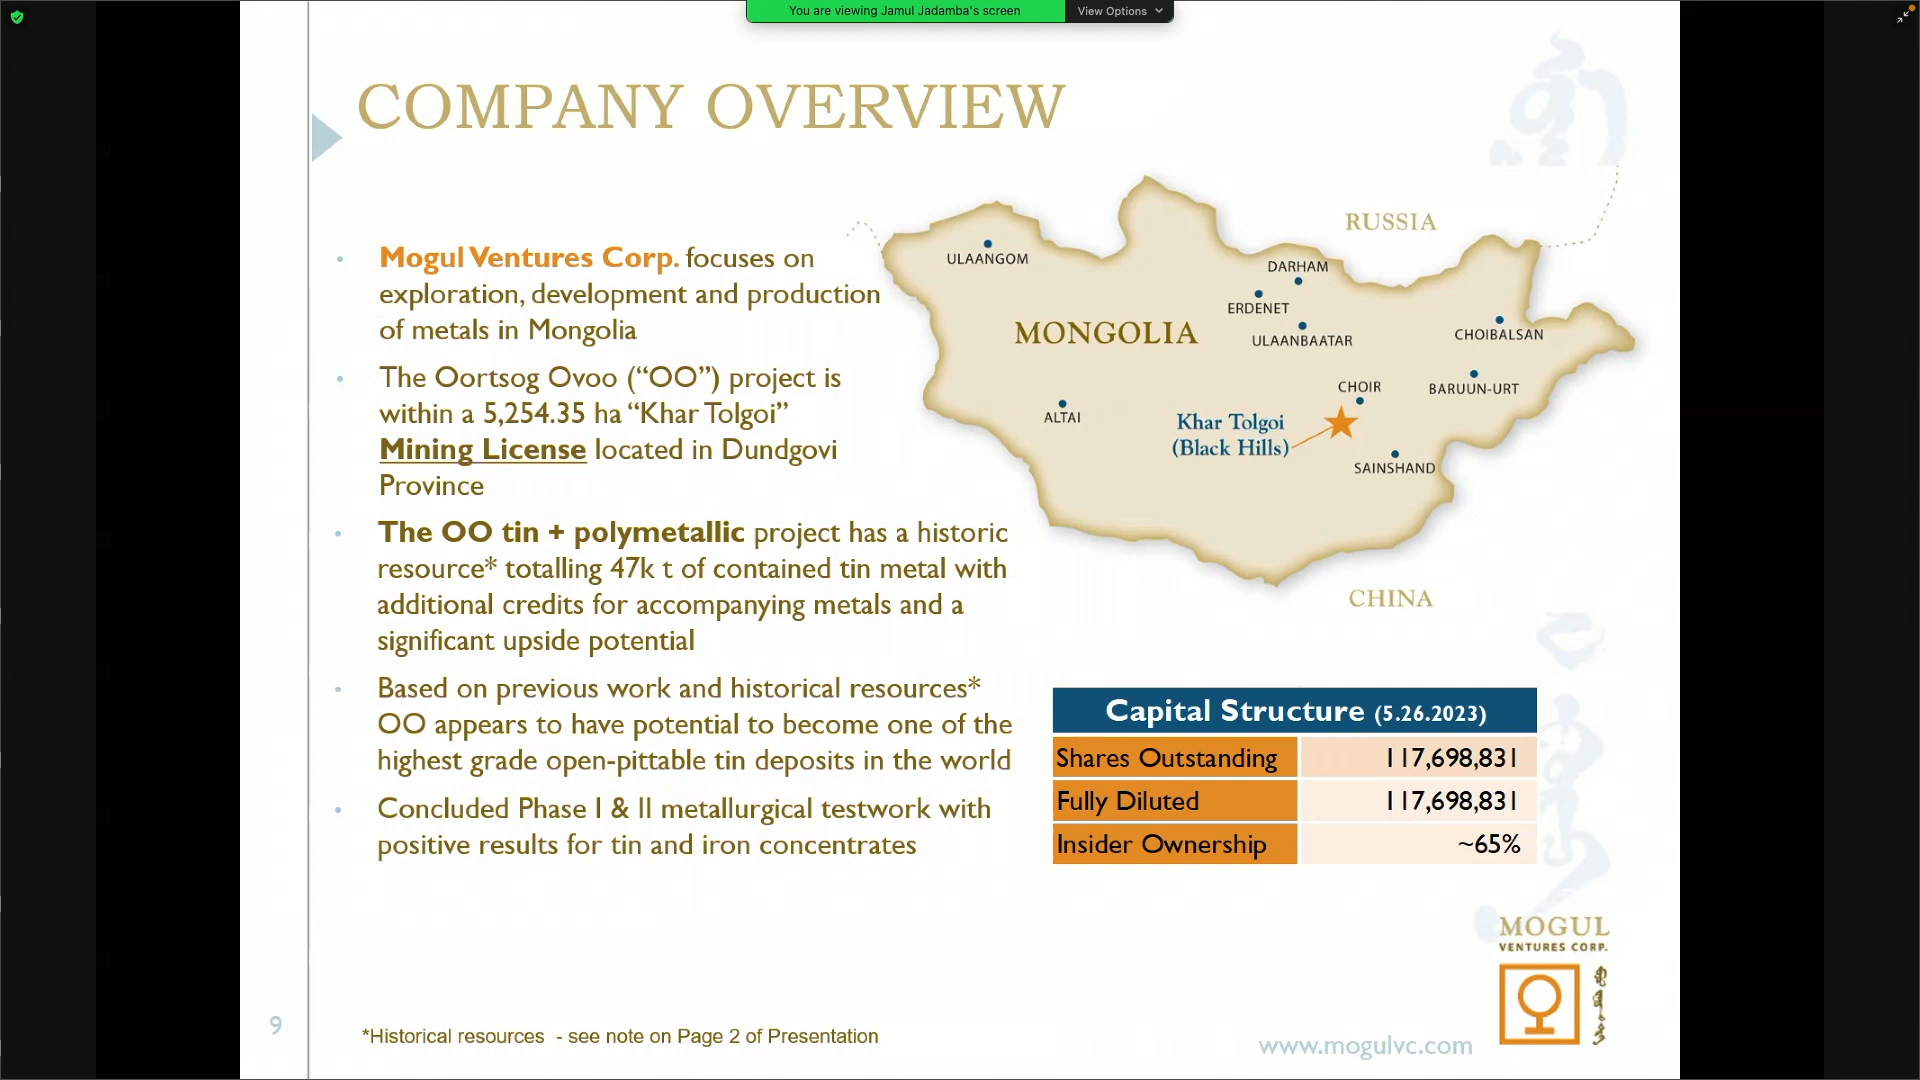 You are viewing Jamul Jadamba's screen
View Options
COMPANY OVERVIEW
Mogul Ventures Corp. focuses on
exploration, development and production
of metals in Mongolia
The Oortsog Ovoo (“OO”) project is
within a 5,254.35 ha “Khar Tolgoi”
Mining License located in Dundgovi
Province
The OO tin + polymetallic project has a historic
resource* totalling 47k t of contained tin metal with
additional credits for accompanying metals and a
significant upside potential
Based on previous work and historical resources*
OO appears to have potential to become one of the
highest grade open-pittable tin deposits in the world
Concluded Phase I & II metallurgical testwork with
positive results for tin and iron concentrates
RUSSIA
ULAANGOM
DARHAM
ERDENET
MONGOLIA
ULAANBAATAR
CHOIBALSAN
CHOIR
BARUUN-URT
ALTAI
Khar Tolgoi
(Black Hills)
SAINSHAND
CHINA
Capital Structure (5.26.2023)
Shares Outstanding 117,698,831
Fully Diluted 117,698,831
Insider Ownership ~65%
MOGUL
VENTURES CORP.
9
*Historical resources - see note on Page 2 of Presentation
www.mogulvc.com